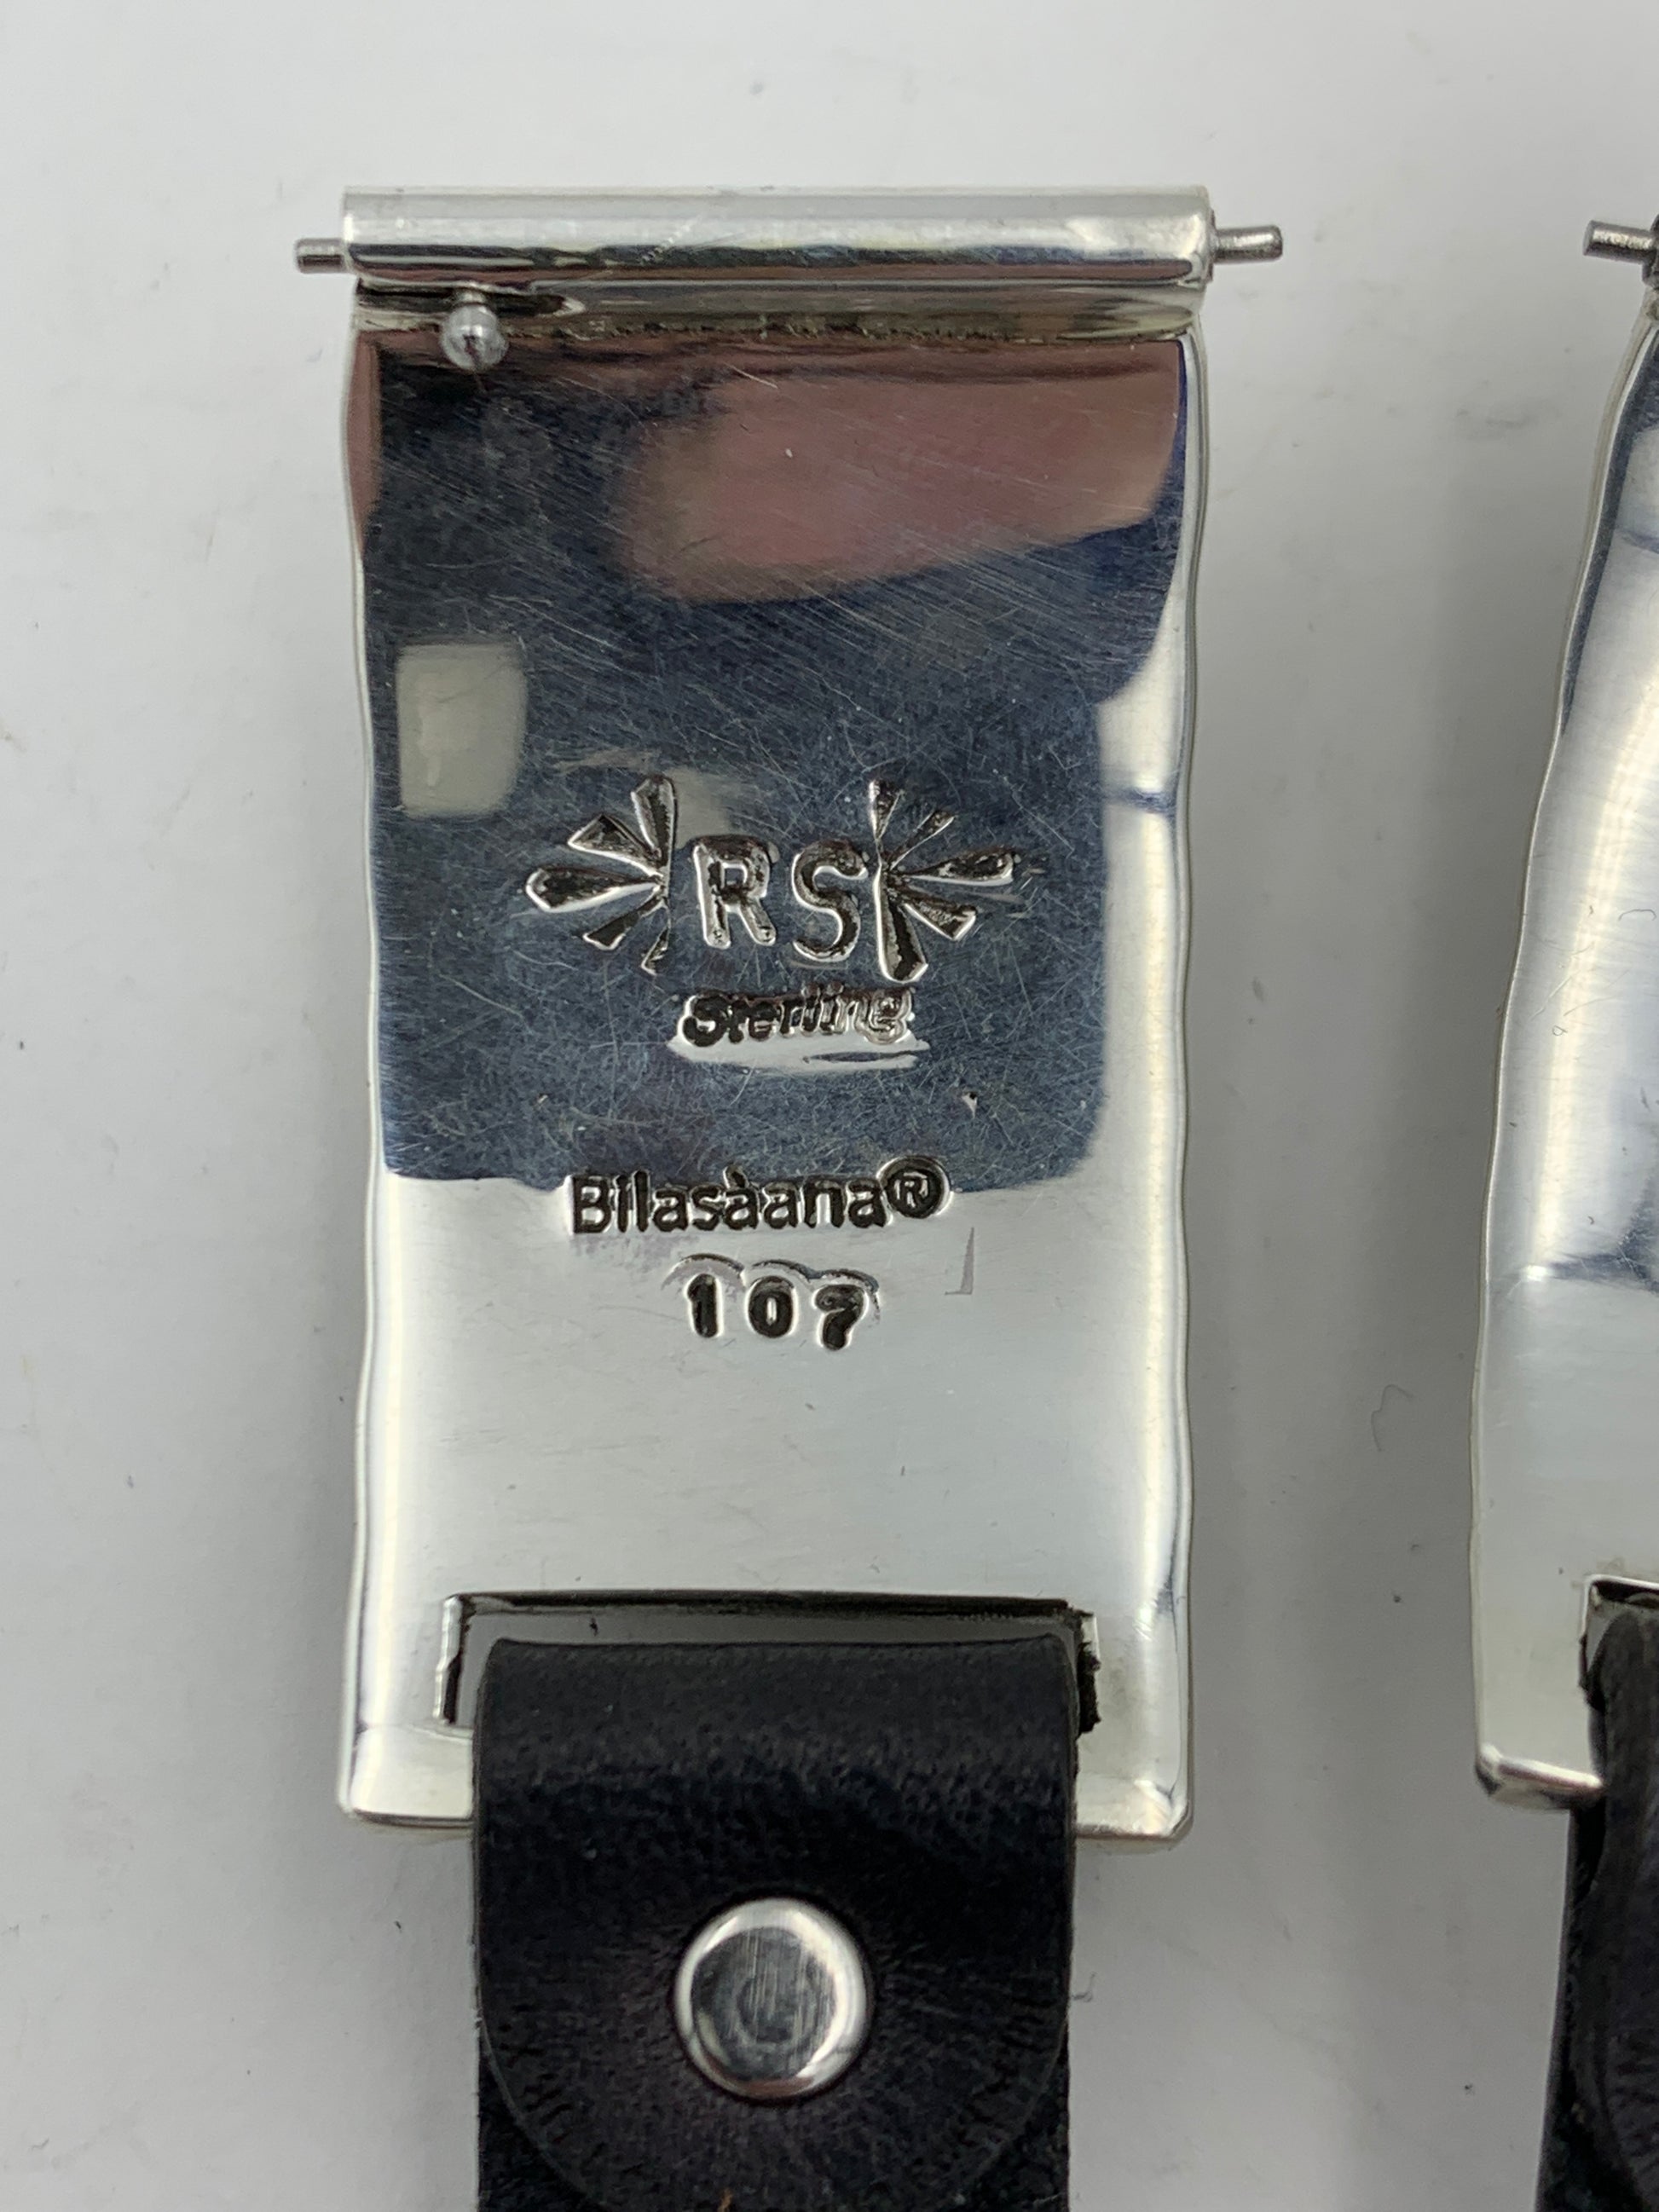 RS
Sterling
Bilasàana®
107